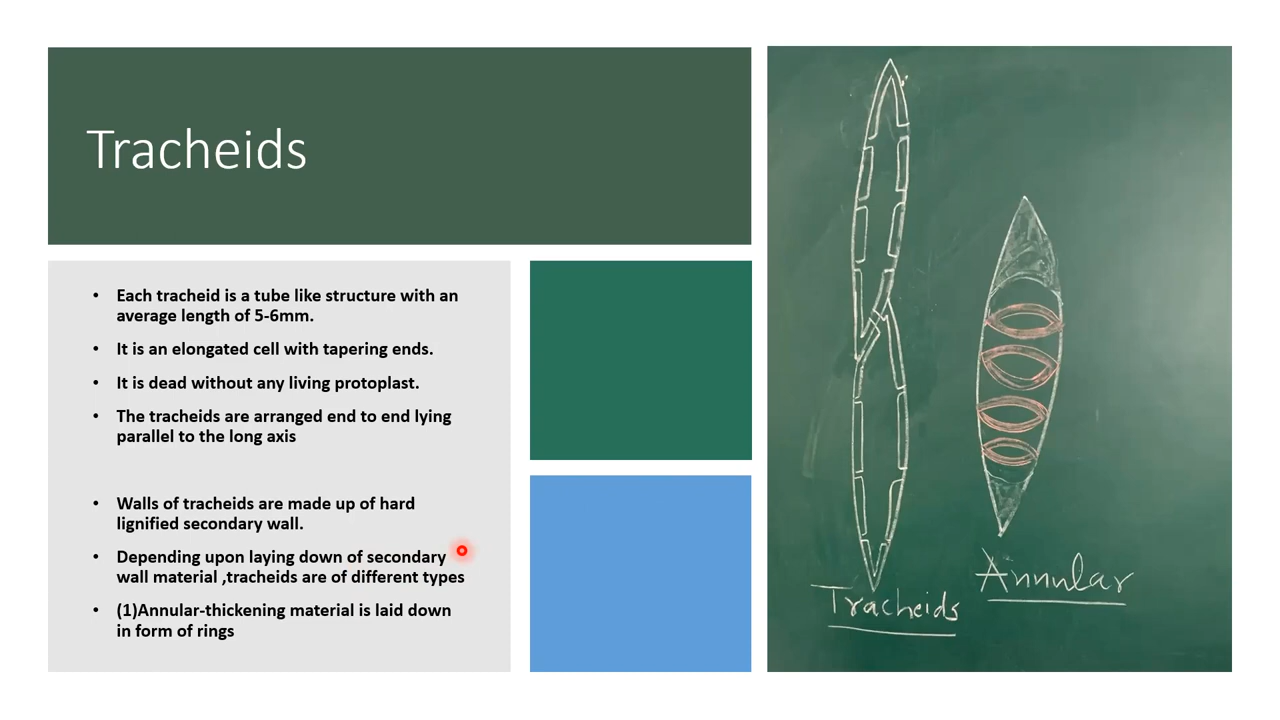 Tracheids
• Each tracheid is a tube like structure with an
average length of 5-6mm.
• It is an elongated cell with tapering ends.
• It is dead without any living protoplast.
• The tracheids are arranged end to end lying
parallel to the long axis
• Walls of tracheids are made up of hard
lignified secondary wall.
• Depending upon laying down of secondary
wall material ,tracheids are of different types
• (1)Annular-thickening material is laid down
in form of rings
Tracheids
Annular